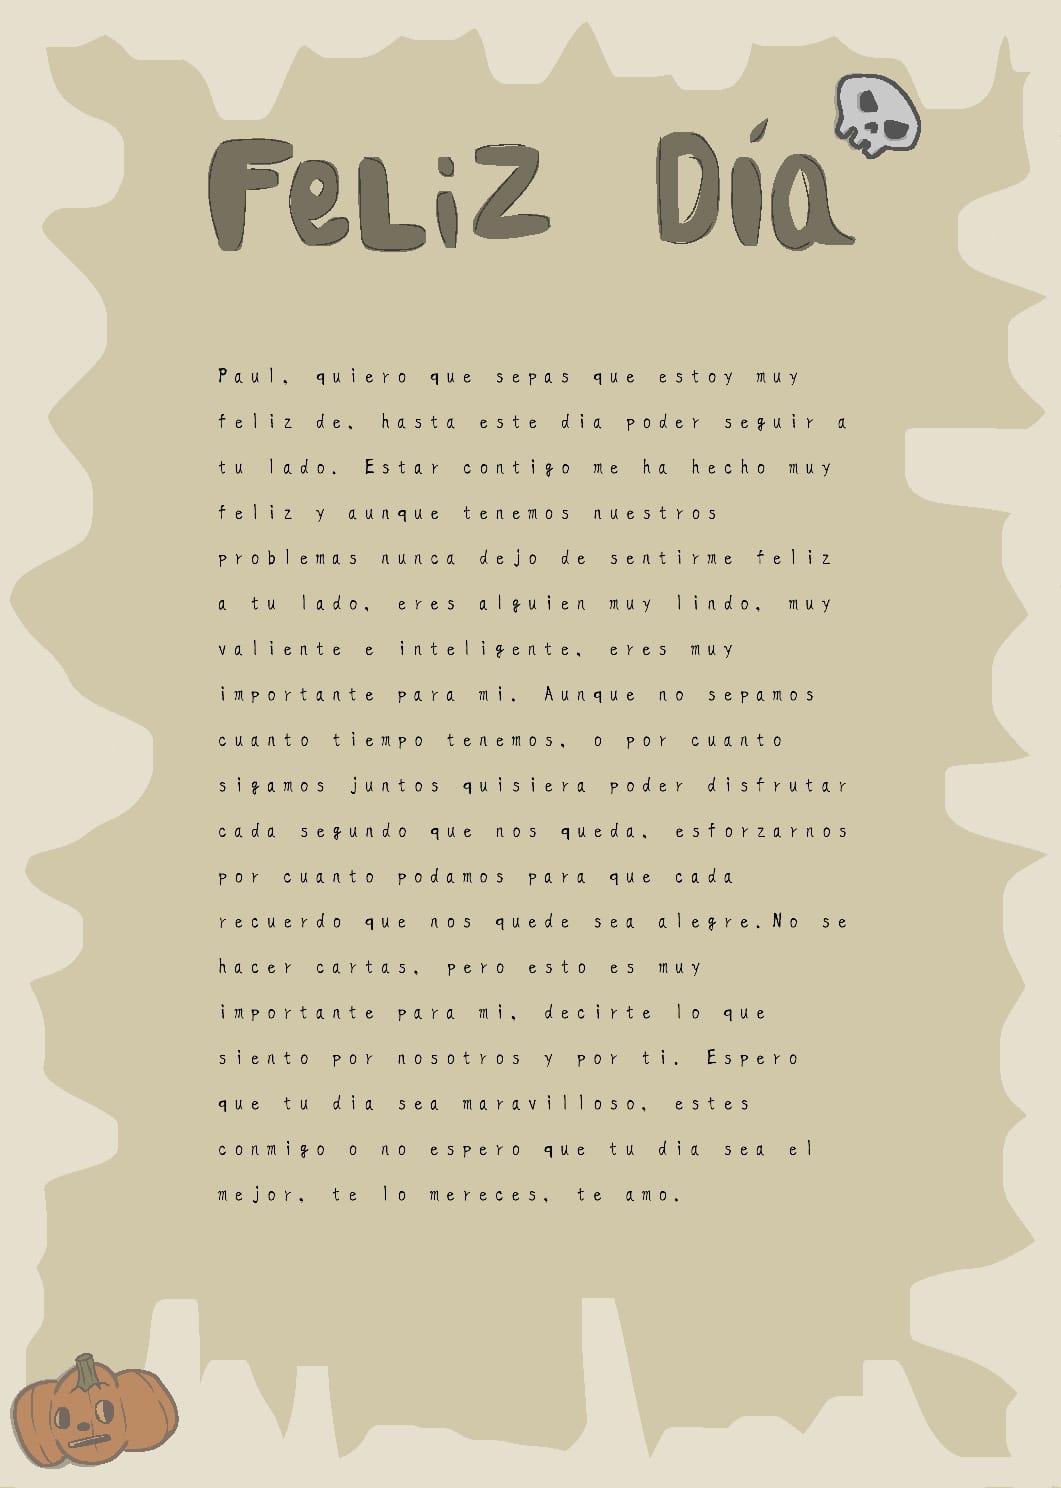 Feliz Día
Paul, quiero que sepas que estoy muy
feliz de, hasta este dia poder seguir a
tu lado. Estar contigo me ha hecho muy
feliz y aunque tenemos nuestros
problemas nunca dejo de sentirme feliz
a tu lado, eres alguien muy lindo, muy
valiente e inteligente, eres muy
importante para mi. Aunque no sepamos
cuanto tiempo tenemos, o por cuanto
sigamos juntos quisiera poder disfrutar
cada segundo que nos queda, esforzarnos
por cuanto podamos para que cada
recuerdo que nos quede sea alegre.No se
hacer cartas, pero esto es muy
importante para mi, decirte lo que
siento por nosotros y por ti. Espero
que tu dia sea maravilloso, estes
conmigo o no espero que tu dia sea el
mejor, te lo mereces, te amo.